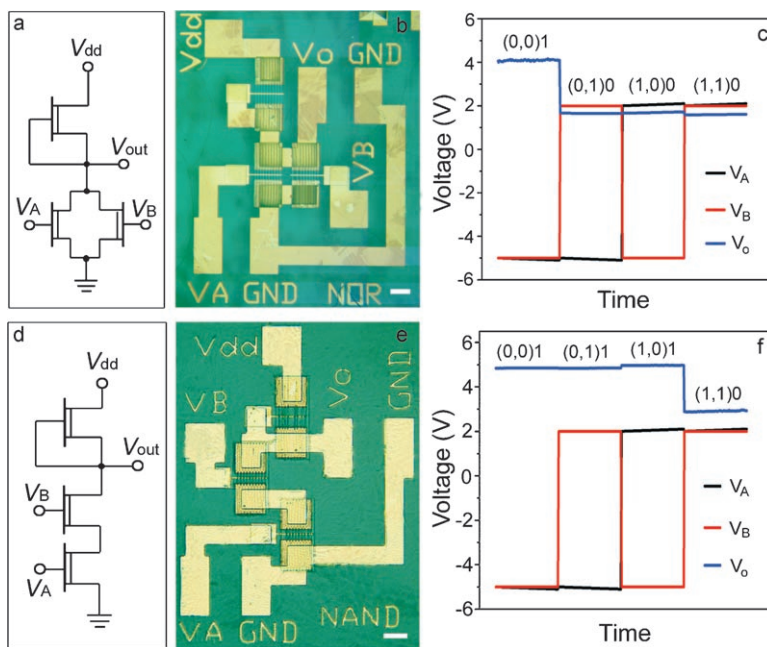 a
V_dd
V_out
V_A
V_B
b
Vdd
Vo GND
VB
VA GND NOR
c
Voltage (V)
6
4
2
0
-2
-4
-6
(0,0)1
(0,1)0 (1,0)0 (1,1)0
V_A
V_B
V_o
Time
d
V_dd
V_out
V_B
V_A
e
Vdd
VB
Vo
GND
VA GND NAND
f
Voltage (V)
6
4
2
0
-2
-4
-6
(0,0)1 (0,1)1 (1,0)1
(1,1)0
V_A
V_B
V_o
Time